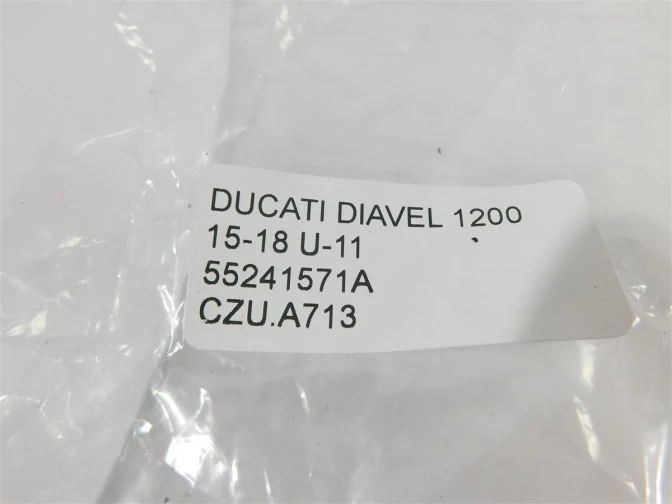 DUCATI DIAVEL 1200
15-18 U-11
55241571A
CZU.A713